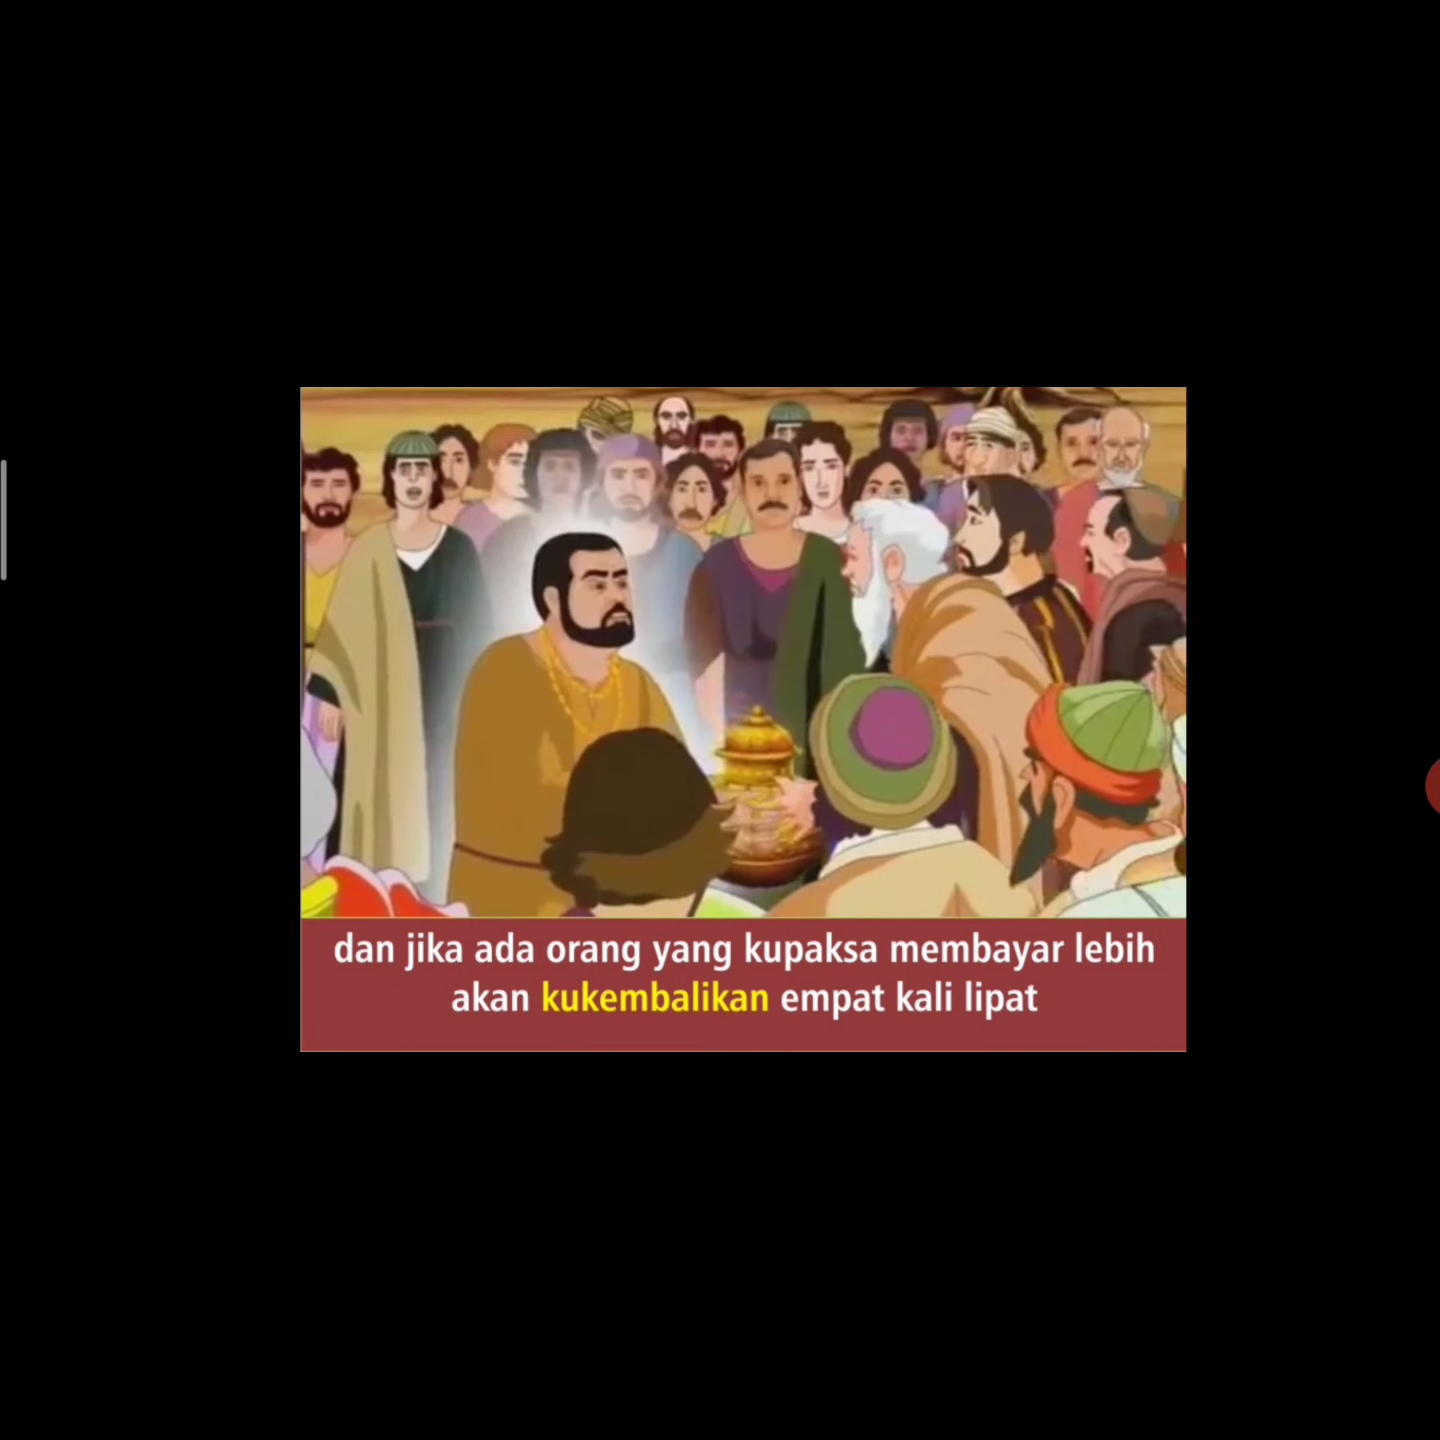 dan jika ada orang yang kupaksa membayar lebih
akan kukembalikan empat kali lipat